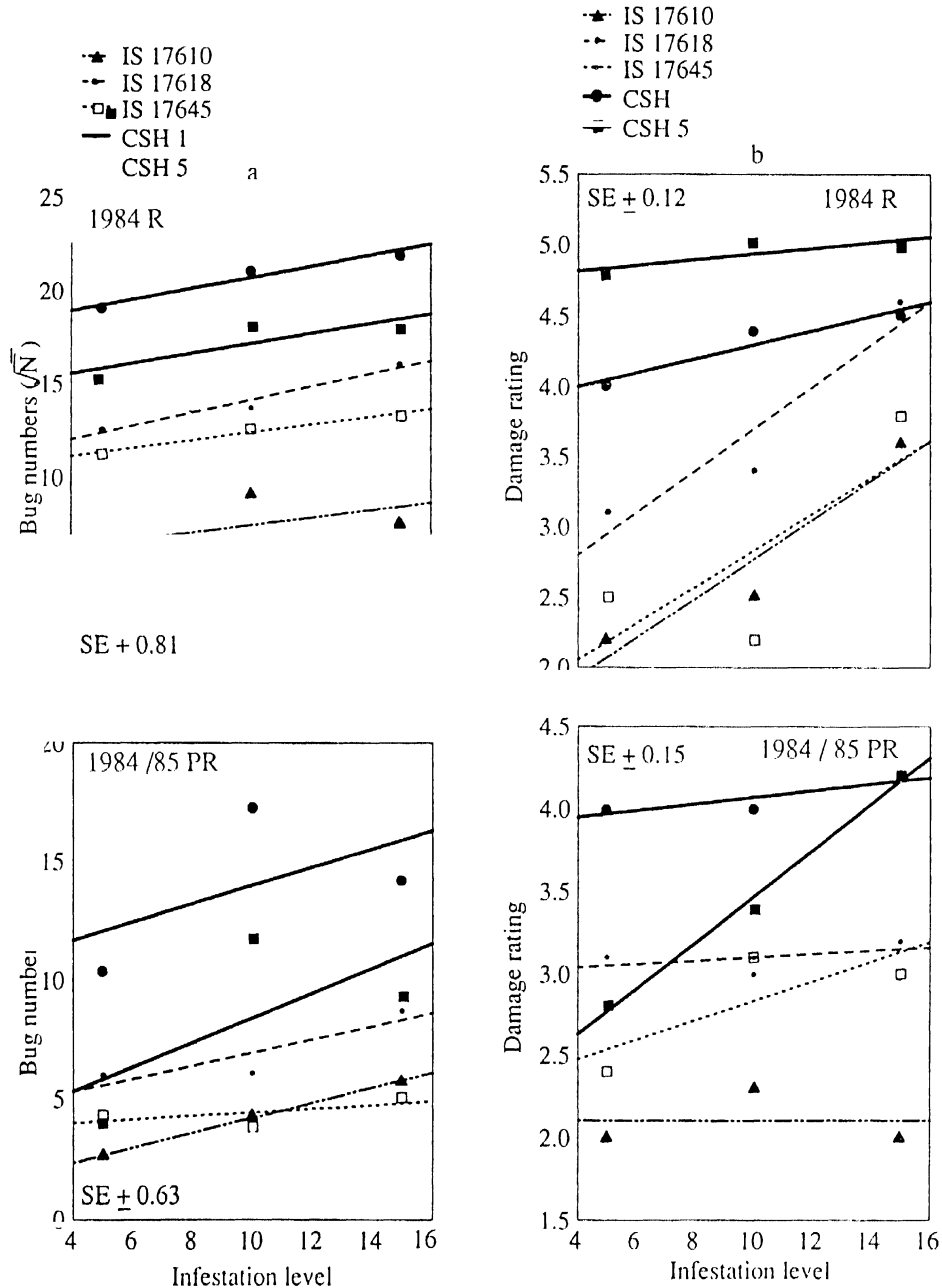 IS 17610
IS 17618
IS 17645
CSH 1
CSH 5
a
25
1984 R
20
15
10
Bug numbers (√N)
SE + 0.81
IS 17610
IS 17618
IS 17645
CSH
CSH 5
b
5.5
SE ± 0.12
1984 R
5.0
4.5
4.0
3.5
3.0
2.5
2.0
Damage rating
20
1984 /85 PR
15
10
5
0
Bug number
SE ± 0.63
4
6
8
10
12
14
16
Infestation level
4.5
SE ± 0.15
1984 / 85 PR
4.0
3.5
3.0
2.5
2.0
1.5
Damage rating
4
6
8
10
12
14
16
Infestation level